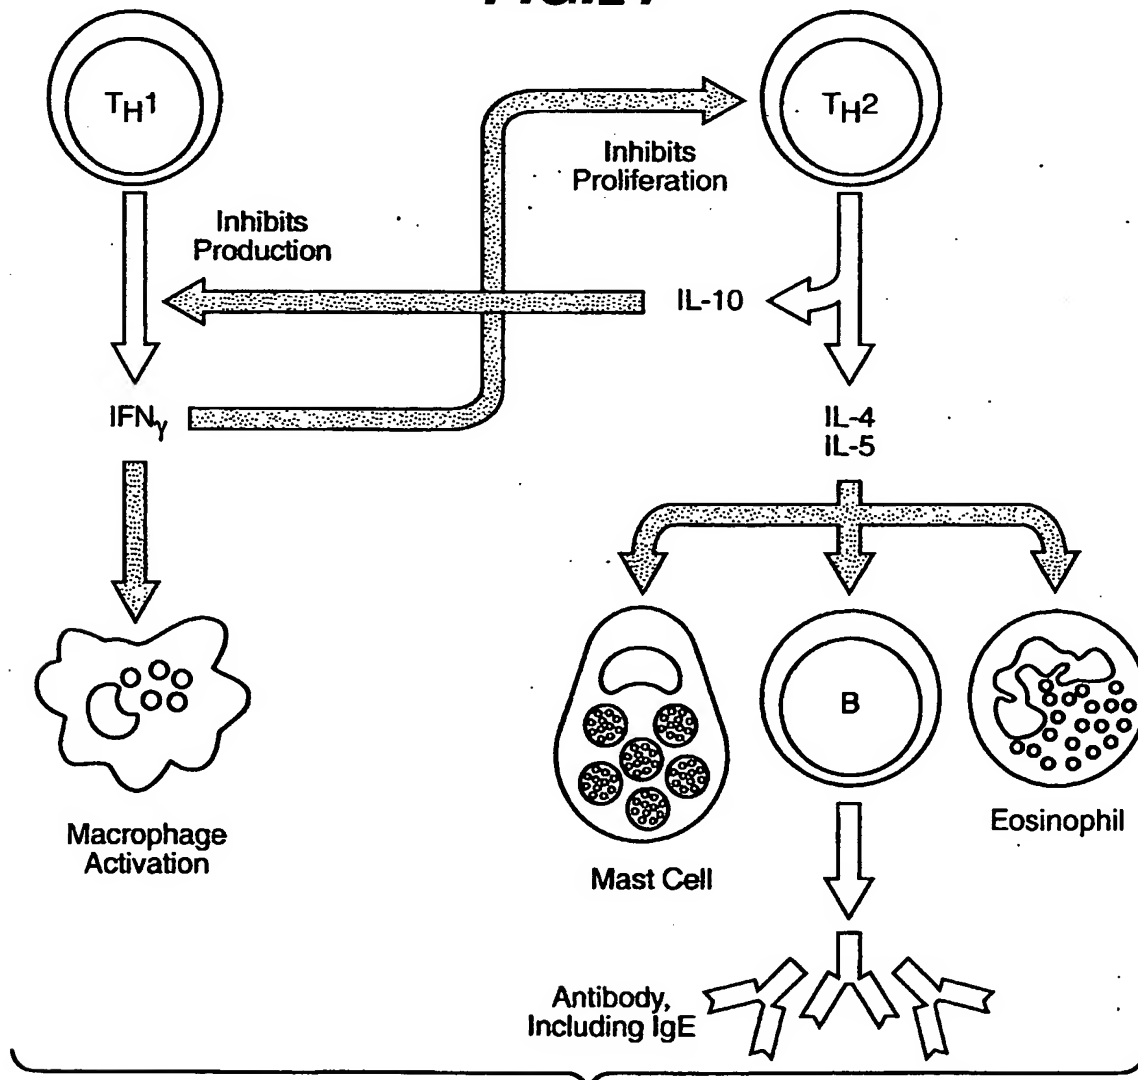 TH1
TH2
Inhibits
Proliferation
Inhibits
Production
IL-10
IFNγ
IL-4
IL-5
B
Macrophage
Activation
Mast Cell
Eosinophil
Antibody,
Including IgE